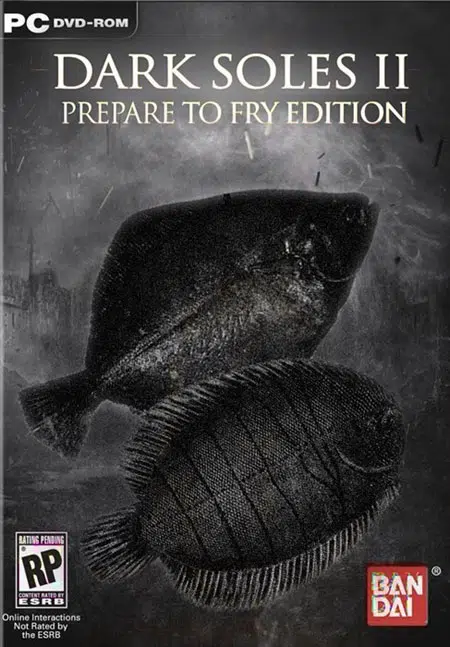 PC DVD-ROM
DARK SOLES II
PREPARE TO FRY EDITION
RATING PENDING
RP
CONTENT RATED BY
ESRB
Online Interactions
Not Rated by
the ESRB
BAN
DAI
®